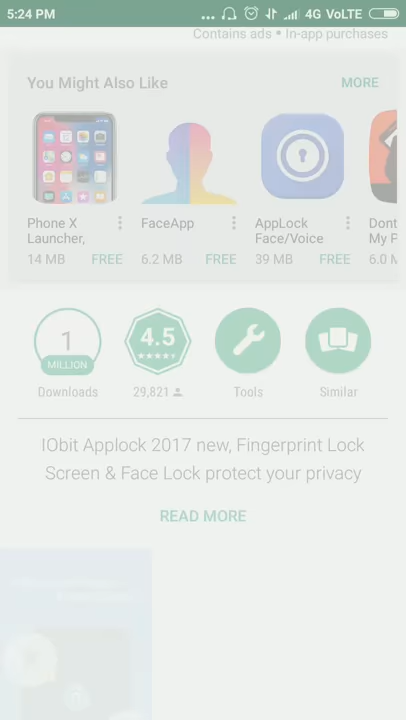 5:24 PM
4G VoLTE
Contains ads • In-app purchases
You Might Also Like
MORE
Phone X
Launcher,
14 MB FREE
FaceApp
6.2 MB FREE
AppLock
Face/Voice
39 MB FREE
Dont
My P
6.0 M
1
MILLION
Downloads
4.5
29,821
Tools
Similar
IObit Applock 2017 new, Fingerprint Lock
Screen & Face Lock protect your privacy
READ MORE